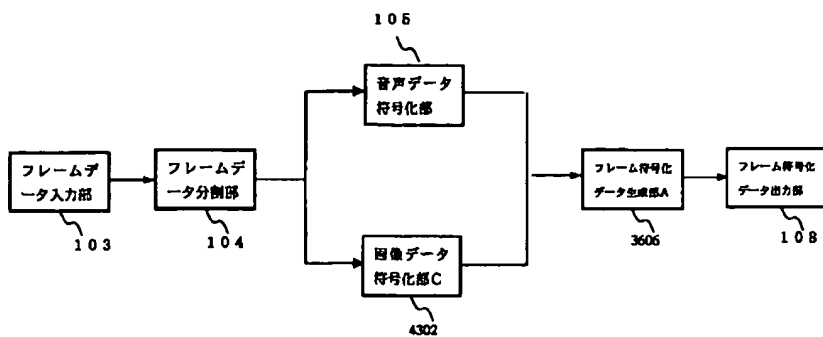 105
音声データ
符号化部
フレームデ
ータ入力部
103
フレームデ
ータ分割部
104
画像データ
符号化部C
4302
フレーム符号化
データ生成部A
3606
フレーム符号化
データ出力部
108